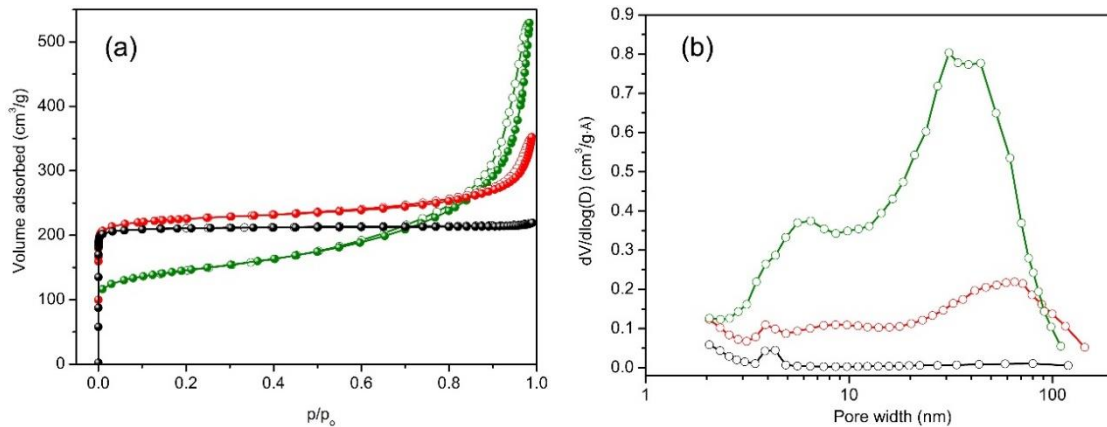 (a)
Volume adsorbed (cm³/g)
500
400
300
200
100
0
0.0 0.2 0.4 0.6 0.8 1.0
p/pₒ
(b)
dV/dlog(D) (cm³/g·Å)
0.9
0.8
0.7
0.6
0.5
0.4
0.3
0.2
0.1
0.0
1 10 100
Pore width (nm)